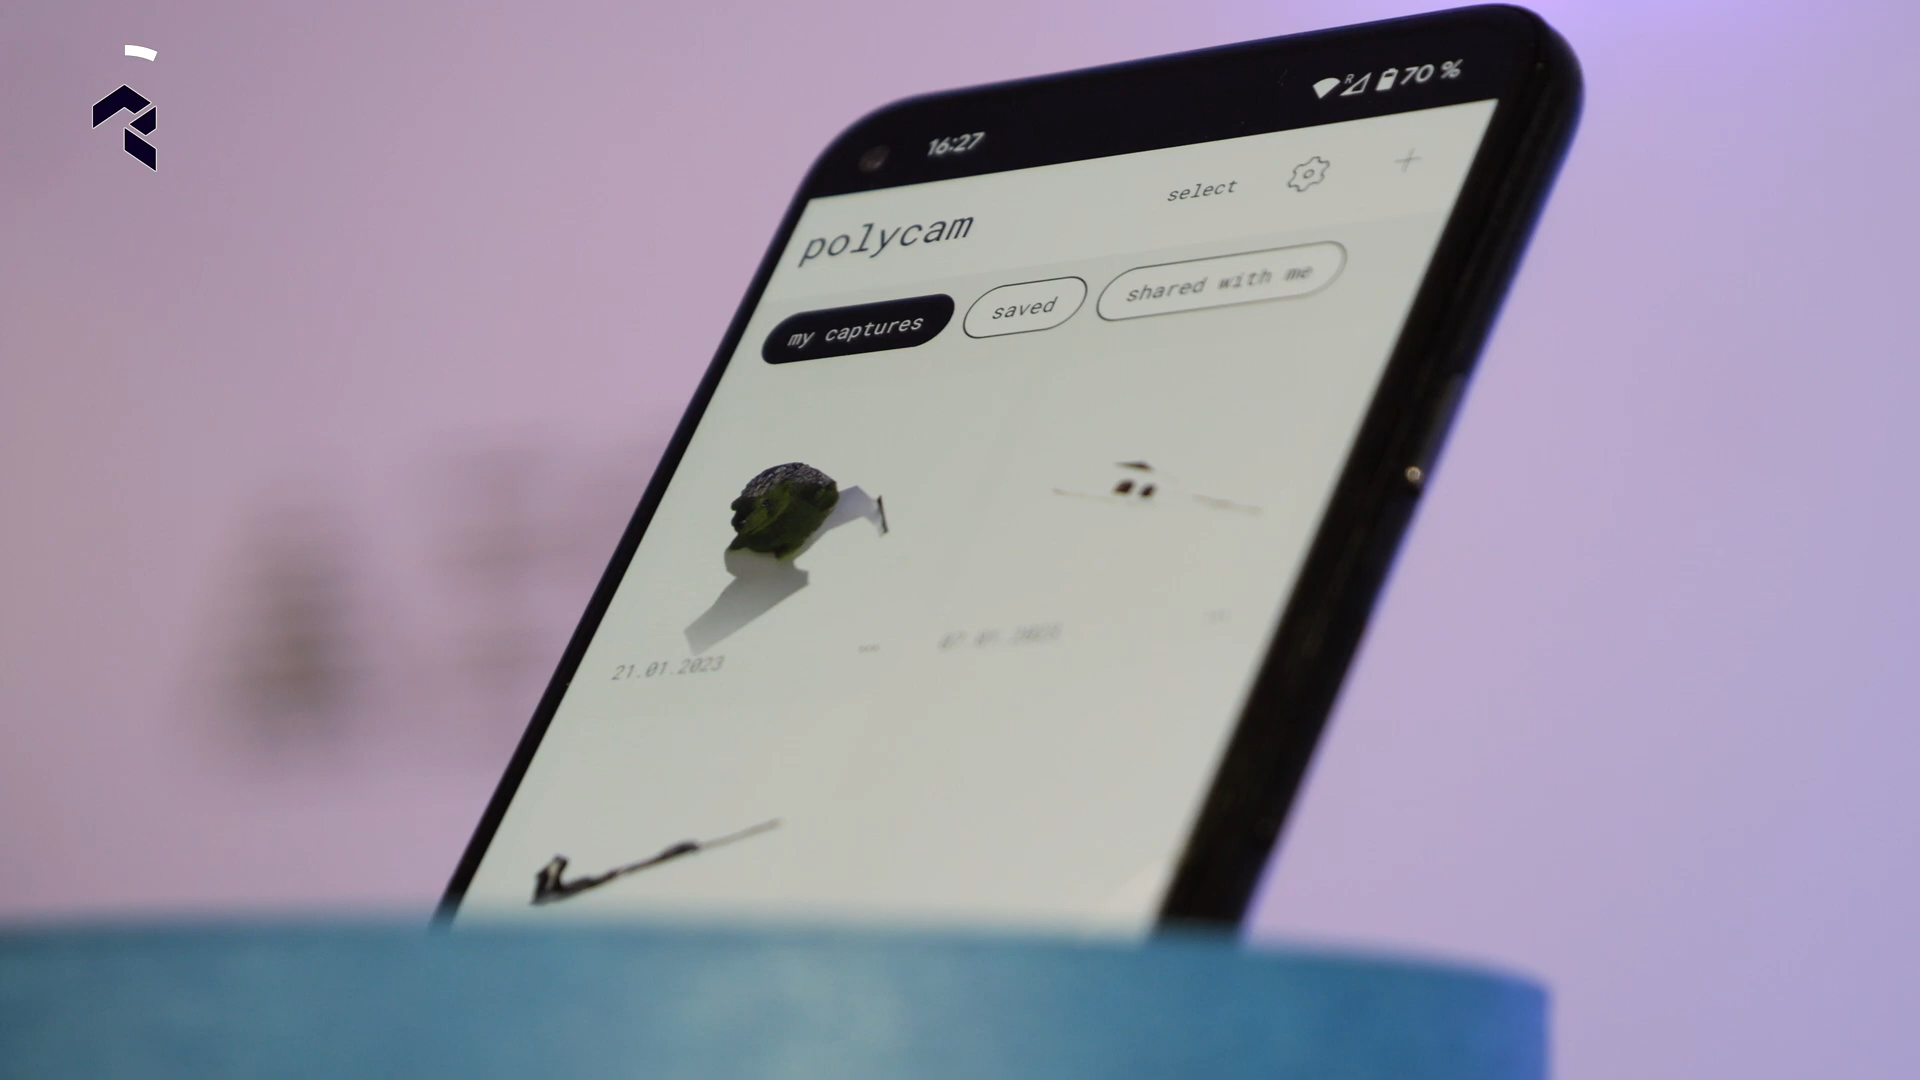 16:27
R 70 %
select
polycam
my captures
saved
shared with me
21.01.2023